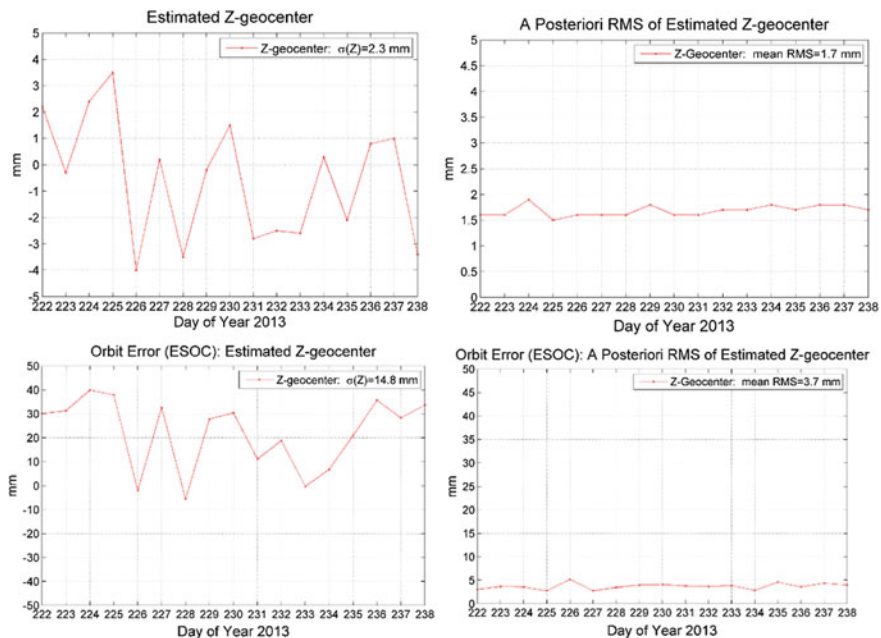 Estimated Z-geocenter
Z-geocenter: σ(Z)=2.3 mm
mm
5
4
3
2
1
0
-1
-2
-3
-4
-5
222 223 224 225 226 227 228 229 230 231 232 233 234 235 236 237 238
Day of Year 2013
A Posteriori RMS of Estimated Z-geocenter
Z-Geocenter: mean RMS=1.7 mm
mm
5
4.5
4
3.5
3
2.5
2
1.5
1
0.5
0
222 223 224 225 226 227 228 229 230 231 232 233 234 235 236 237 238
Day of Year 2013
Orbit Error (ESOC): Estimated Z-geocenter
Z-geocenter: σ(Z)=14.8 mm
mm
50
40
30
20
10
0
-10
-20
-30
-40
-50
222 223 224 225 226 227 228 229 230 231 232 233 234 235 236 237 238
Day of Year 2013
Orbit Error (ESOC): A Posteriori RMS of Estimated Z-geocenter
Z-Geocenter: mean RMS=3.7 mm
mm
50
45
40
35
30
25
20
15
10
5
0
222 223 224 225 226 227 228 229 230 231 232 233 234 235 236 237 238
Day of Year 2013